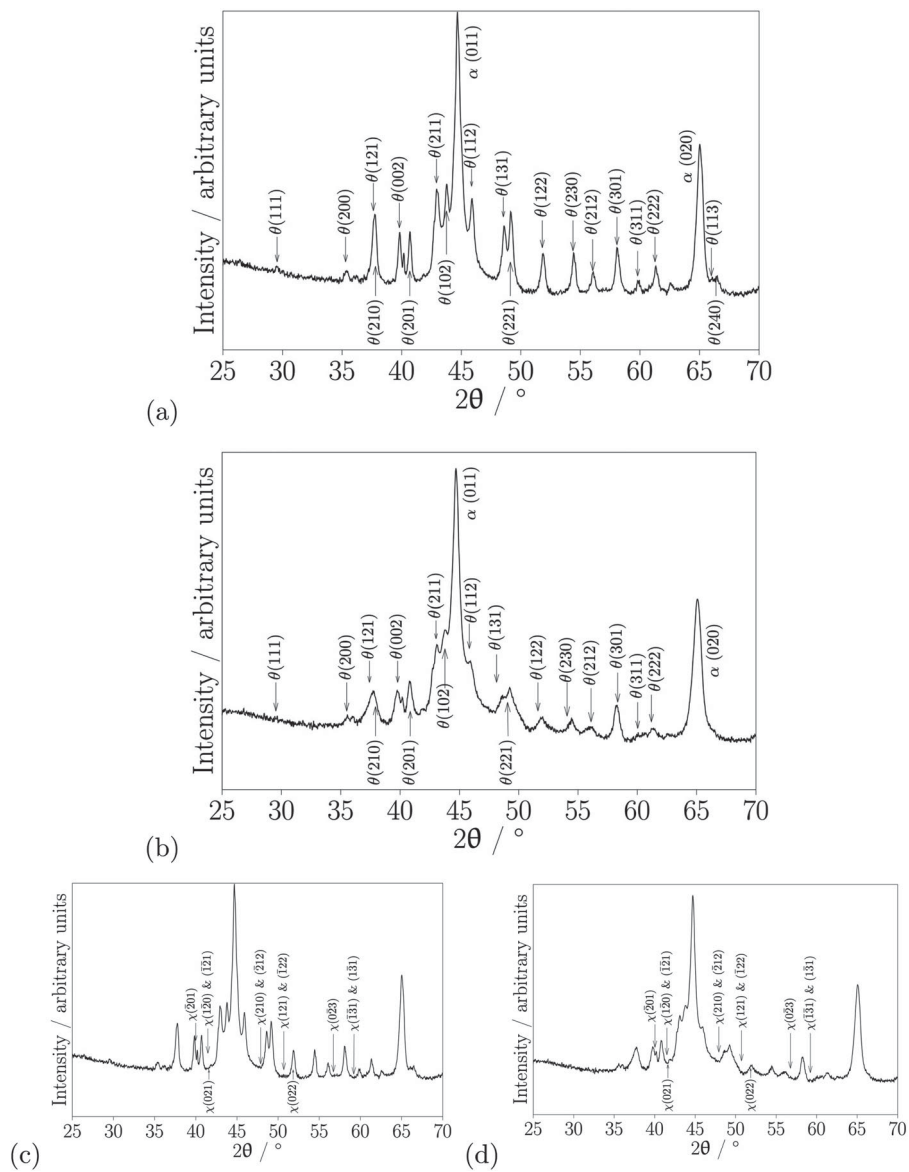 Intensity / arbitrary units
θ(111)
θ(200)
θ(121)
θ(002)
θ(211)
α (011)
θ(112)
θ(131)
θ(122)
θ(230)
θ(212)
θ(301)
θ(311)
θ(222)
α (020)
θ(113)
θ(210)
θ(201)
θ(102)
θ(221)
θ(240)
25 30 35 40 45 50 55 60 65 70
2θ / °
(a)
Intensity / arbitrary units
θ(111)
θ(200)
θ(121)
θ(002)
θ(211)
α (011)
θ(112)
θ(131)
θ(122)
θ(230)
θ(212)
θ(301)
θ(311)
θ(222)
α (020)
θ(210)
θ(201)
θ(102)
θ(221)
25 30 35 40 45 50 55 60 65 70
2θ / °
(b)
Intensity / arbitrary units
χ(2̄01)
χ(12̄0) & (1̄21)
χ(210) & (2̄12)
χ(121) & (1̄22)
χ(02̄3)
χ(1̄3̄1) & (13̄1)
χ(021)
χ(022)
25 30 35 40 45 50 55 60 65 70
2θ / °
(c)
Intensity / arbitrary units
χ(2̄01)
χ(12̄0) & (1̄21)
χ(210) & (2̄12)
χ(121) & (1̄22)
χ(02̄3)
χ(1̄3̄1) & (13̄1)
χ(021)
χ(022)
25 30 35 40 45 50 55 60 65 70
2θ / °
(d)